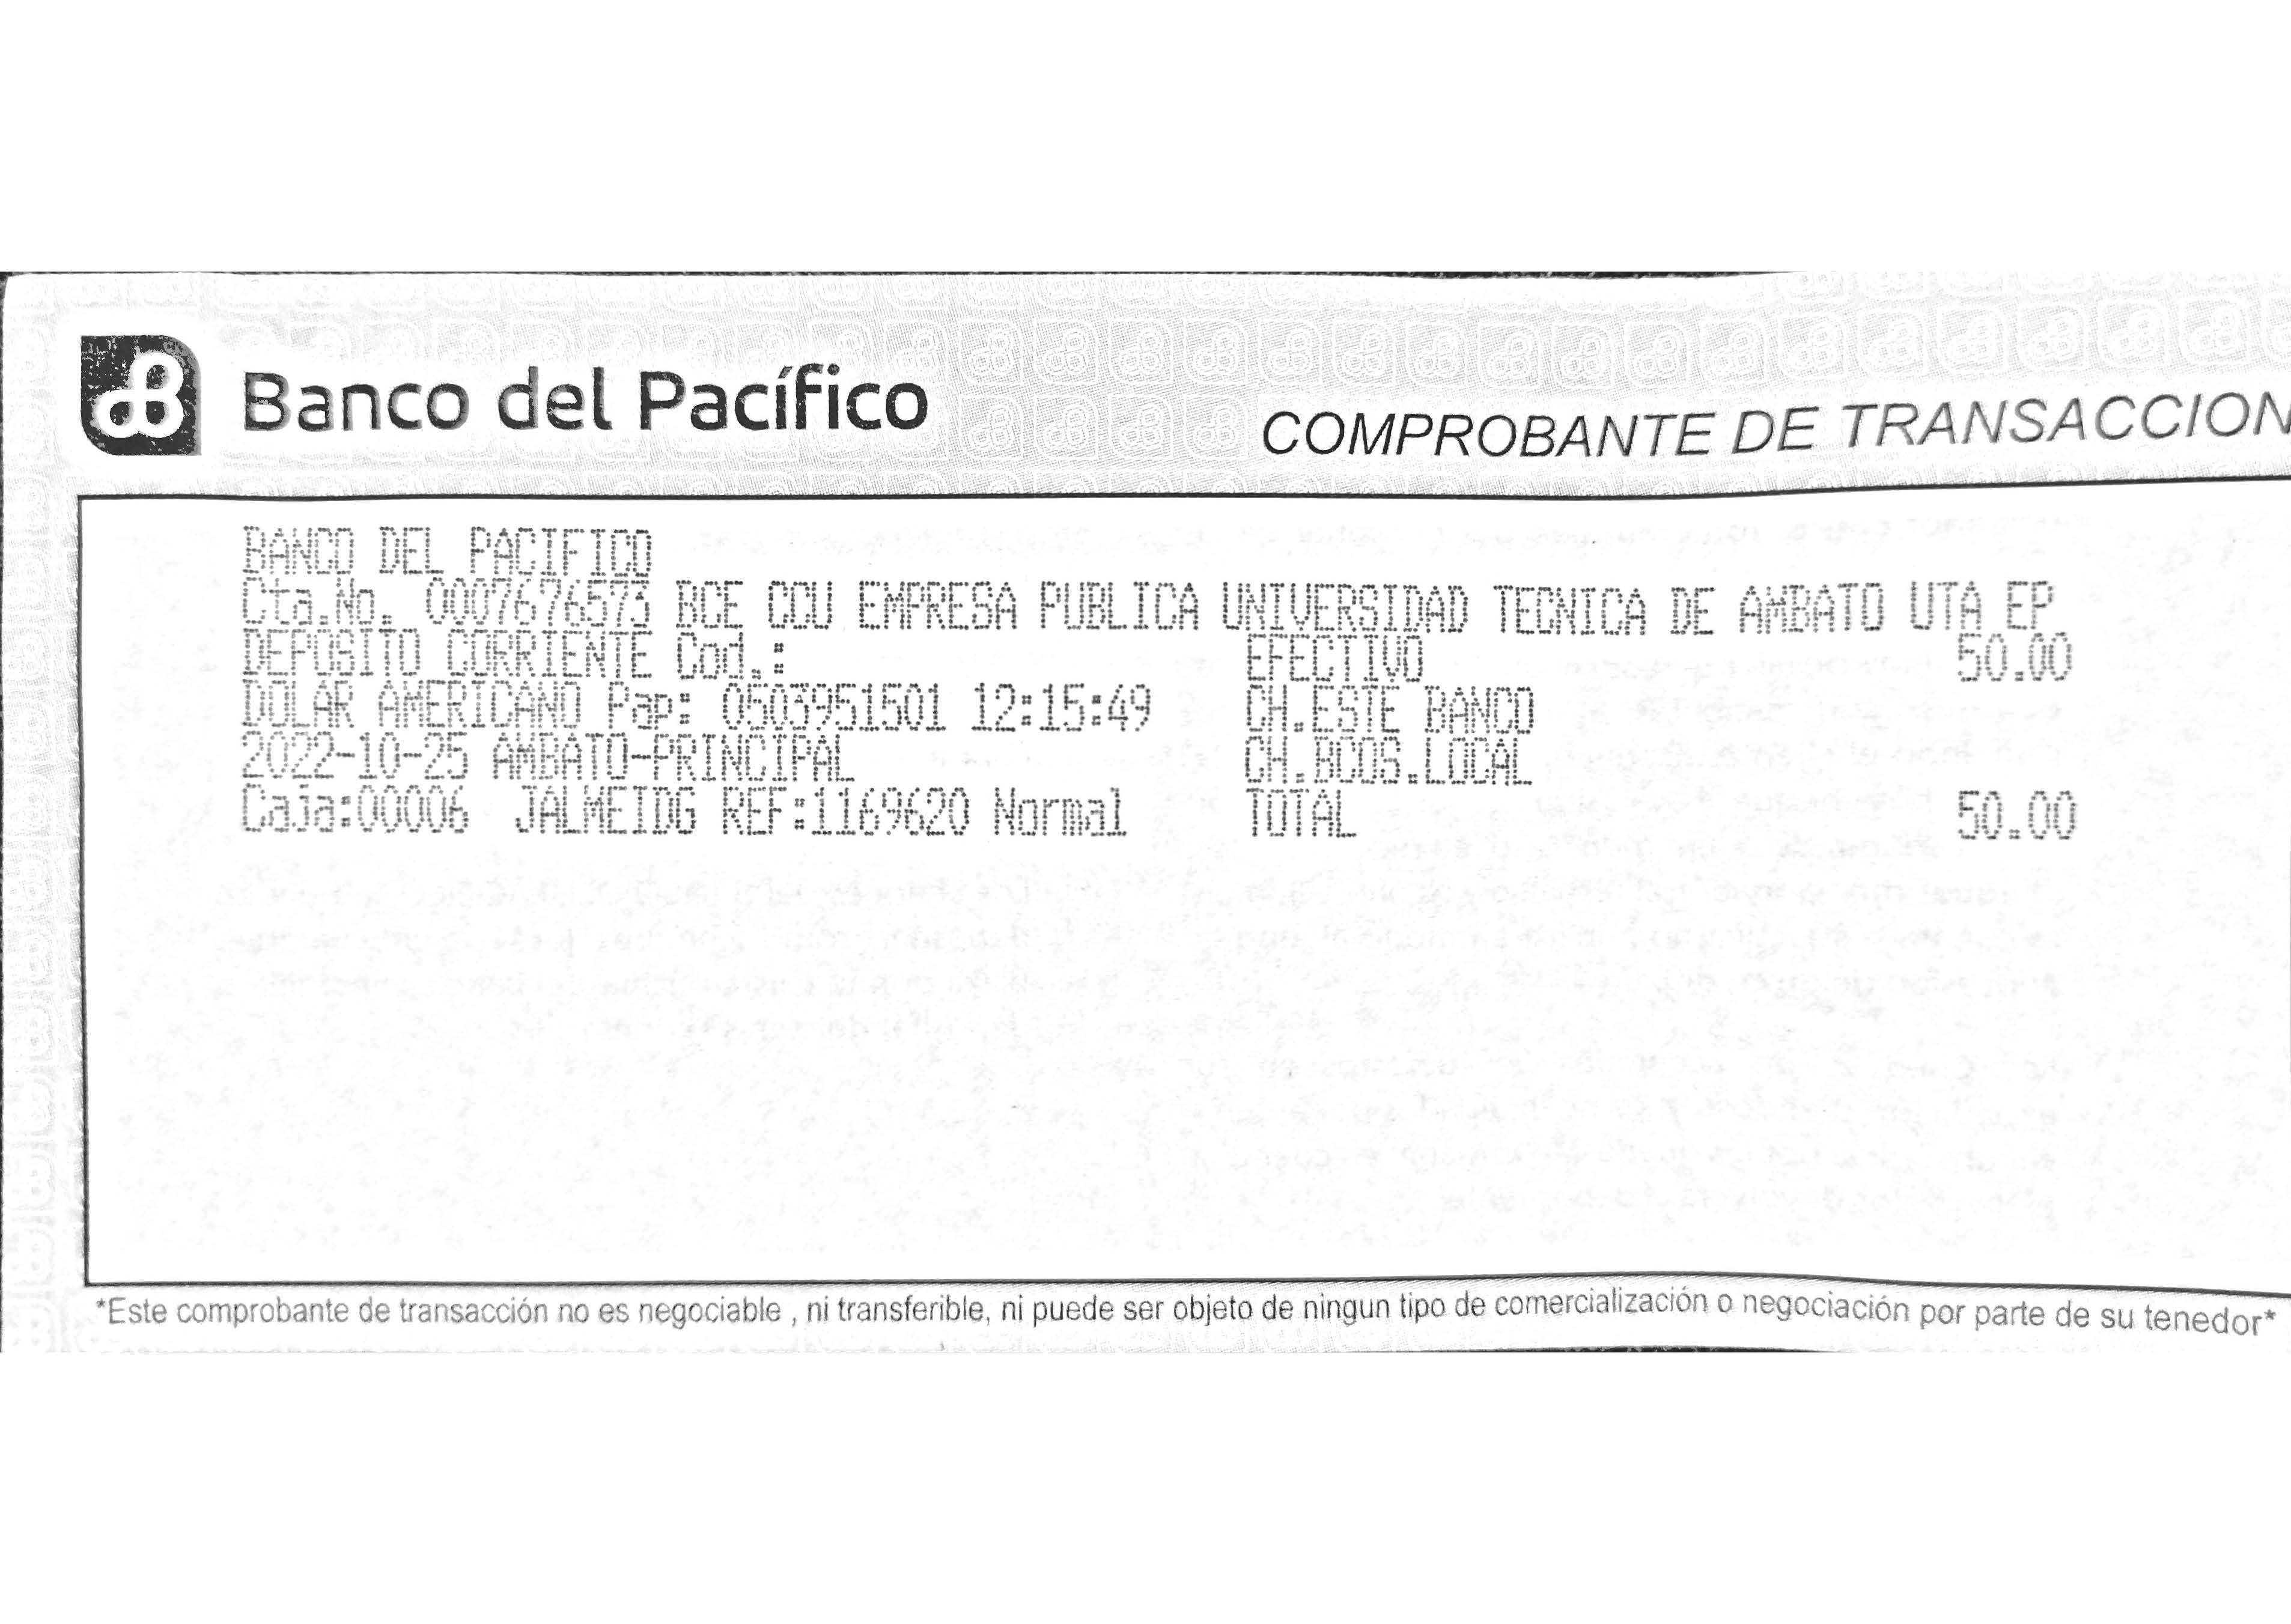 Banco del Pacífico
COMPROBANTE DE TRANSACCION
BANCO DEL PACIFICO
Cta.No. 0007676573 BCE CCU EMPRESA PUBLICA UNIVERSIDAD TECNICA DE AMBATO UTA EP
DEPOSITO CORRIENTE Cod.: EFECTIVO 50.00
DOLAR AMERICANO Pap: 0503951501 12:15:49 CH.ESTE BANCO
2022-10-25 AMBATO-PRINCIPAL CH.BCOS.LOCAL
Caja:00006 JALMEIDG REF:1169620 Normal TOTAL 50.00
*Este comprobante de transacción no es negociable , ni transferible, ni puede ser objeto de ningun tipo de comercialización o negociación por parte de su tenedor*